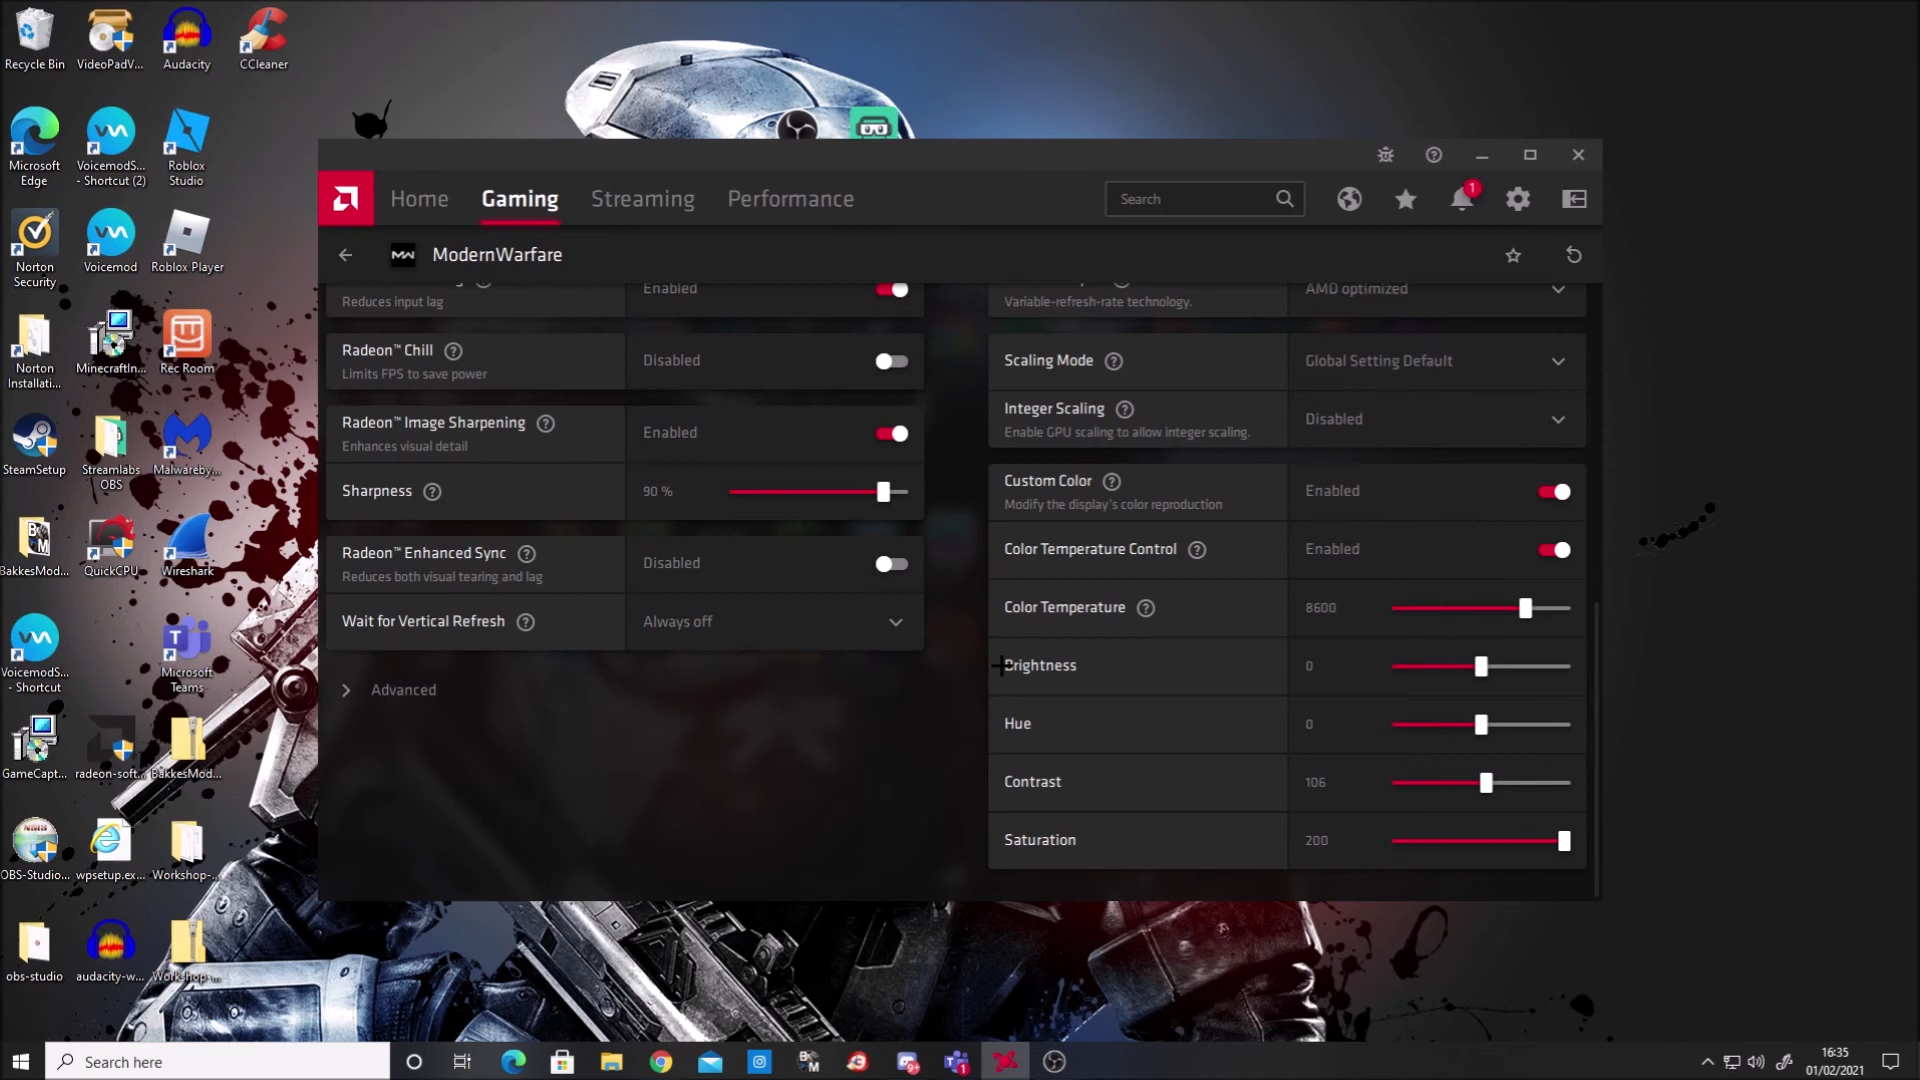 Recycle Bin
VideoPadV...
Audacity
CCleaner
Microsoft
Edge
VoicemodS...
- Shortcut (2)
Roblox
Studio
Norton
Security
Voicemod
Roblox Player
Norton
Installati...
MinecraftIn...
Rec Room
SteamSetup
Streamlabs
OBS
Malwareby...
BakkesMod...
QuickCPU
Wireshark
VoicemodS...
- Shortcut
Microsoft
Teams
GameCapt...
radeon-soft...
BakkesMod...
OBS-Studio...
wpsetup.ex...
Workshop-...
obs-studio
audacity-w...
Workshop-...
Home
Gaming
Streaming
Performance
Search
1
ModernWarfare
Reduces input lag
Enabled
Radeon™ Chill
Limits FPS to save power
Disabled
Radeon™ Image Sharpening
Enhances visual detail
Enabled
Sharpness
90 %
Radeon™ Enhanced Sync
Reduces both visual tearing and lag
Disabled
Wait for Vertical Refresh
Always off
Advanced
Variable-refresh-rate technology.
AMD optimized
Scaling Mode
Global Setting Default
Integer Scaling
Enable GPU scaling to allow integer scaling.
Disabled
Custom Color
Modify the display's color reproduction
Enabled
Color Temperature Control
Enabled
Color Temperature
8600
Brightness
0
Hue
0
Contrast
106
Saturation
200
Search here
9+
1
16:35
01/02/2021